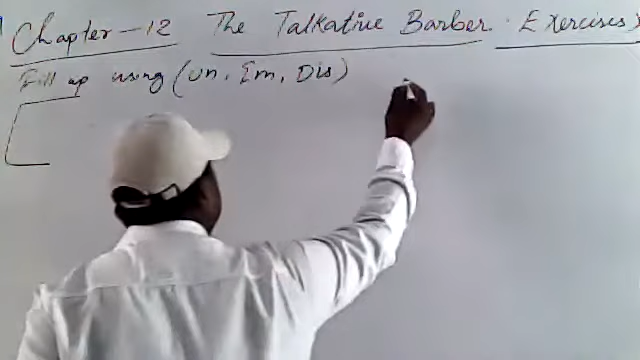 Chapter-12 The Talkative Barber. Exercises
Fill up using (Un, Im, Dis)